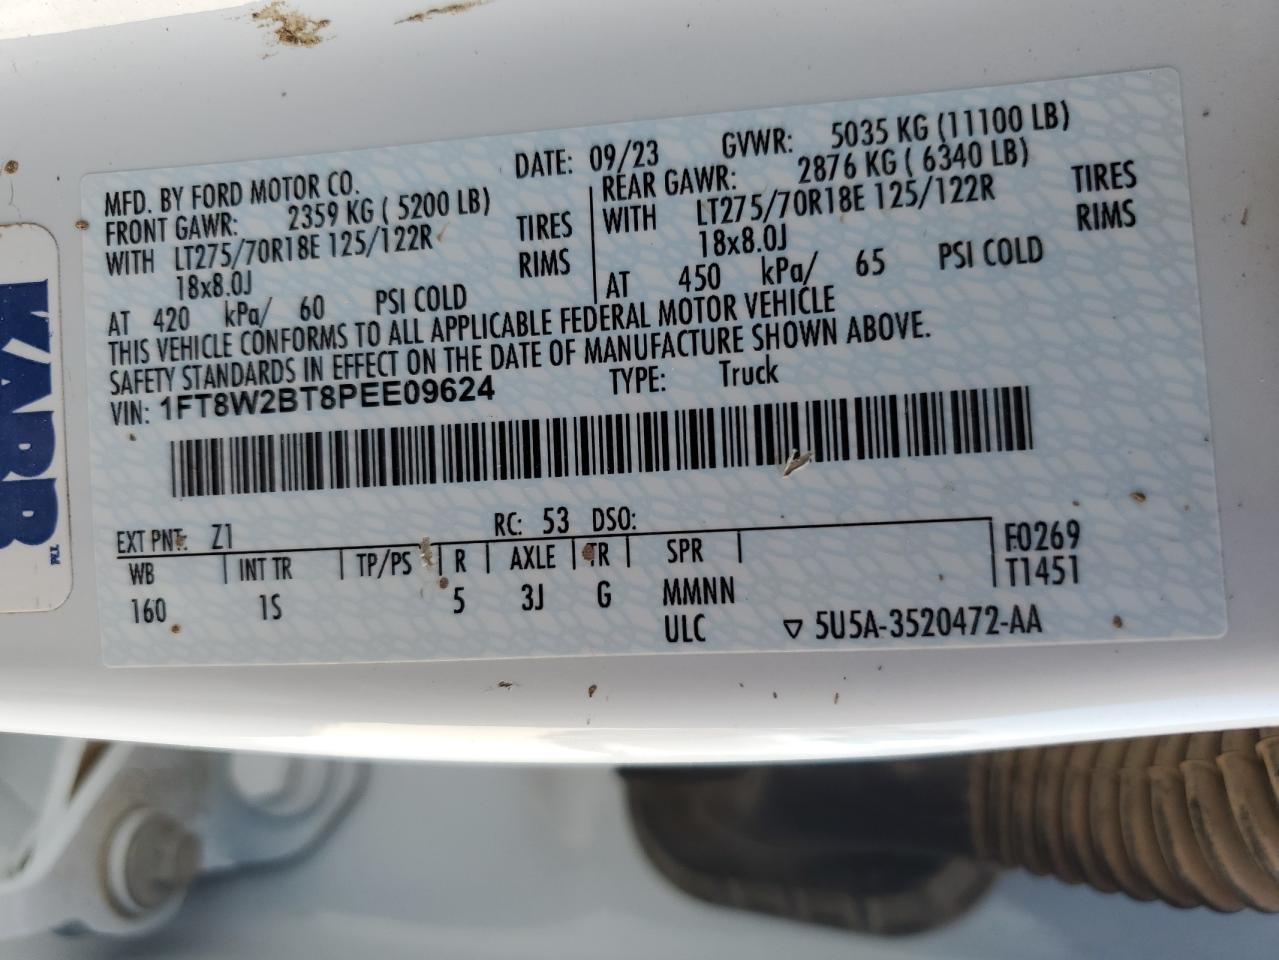 DATE: 09/23 GVWR: 5035 KG (11100 LB)
MFD. BY FORD MOTOR CO.
FRONT GAWR: 2359 KG ( 5200 LB)
WITH LT275/70R18E 125/122R TIRES
18x8.0J RIMS
AT 420 kPa/ 60 PSI COLD
REAR GAWR: 2876 KG ( 6340 LB)
WITH LT275/70R18E 125/122R TIRES
18x8.0J RIMS
AT 450 kPa/ 65 PSI COLD
THIS VEHICLE CONFORMS TO ALL APPLICABLE FEDERAL MOTOR VEHICLE
SAFETY STANDARDS IN EFFECT ON THE DATE OF MANUFACTURE SHOWN ABOVE.
VIN: 1FT8W2BT8PEE09624 TYPE: Truck
EXT PNT: Z1 RC: 53 DSO:
WB INT TR TP/PS R AXLE TR SPR F0269
160 1S 5 3J G MMNN T1451
ULC 5U5A-3520472-AA
KARR
TM